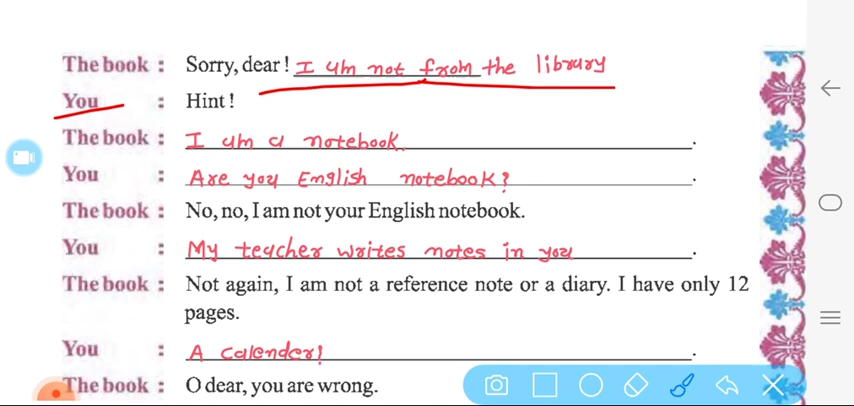 The book : Sorry, dear ! I am not from the library
You : Hint !
The book : I am a notebook.
You : Are you English notebook? .
The book : No, no, I am not your English notebook.
You : My teacher writes notes in you .
The book : Not again, I am not a reference note or a diary. I have only 12
pages.
You : A calender! .
The book : O dear, you are wrong.